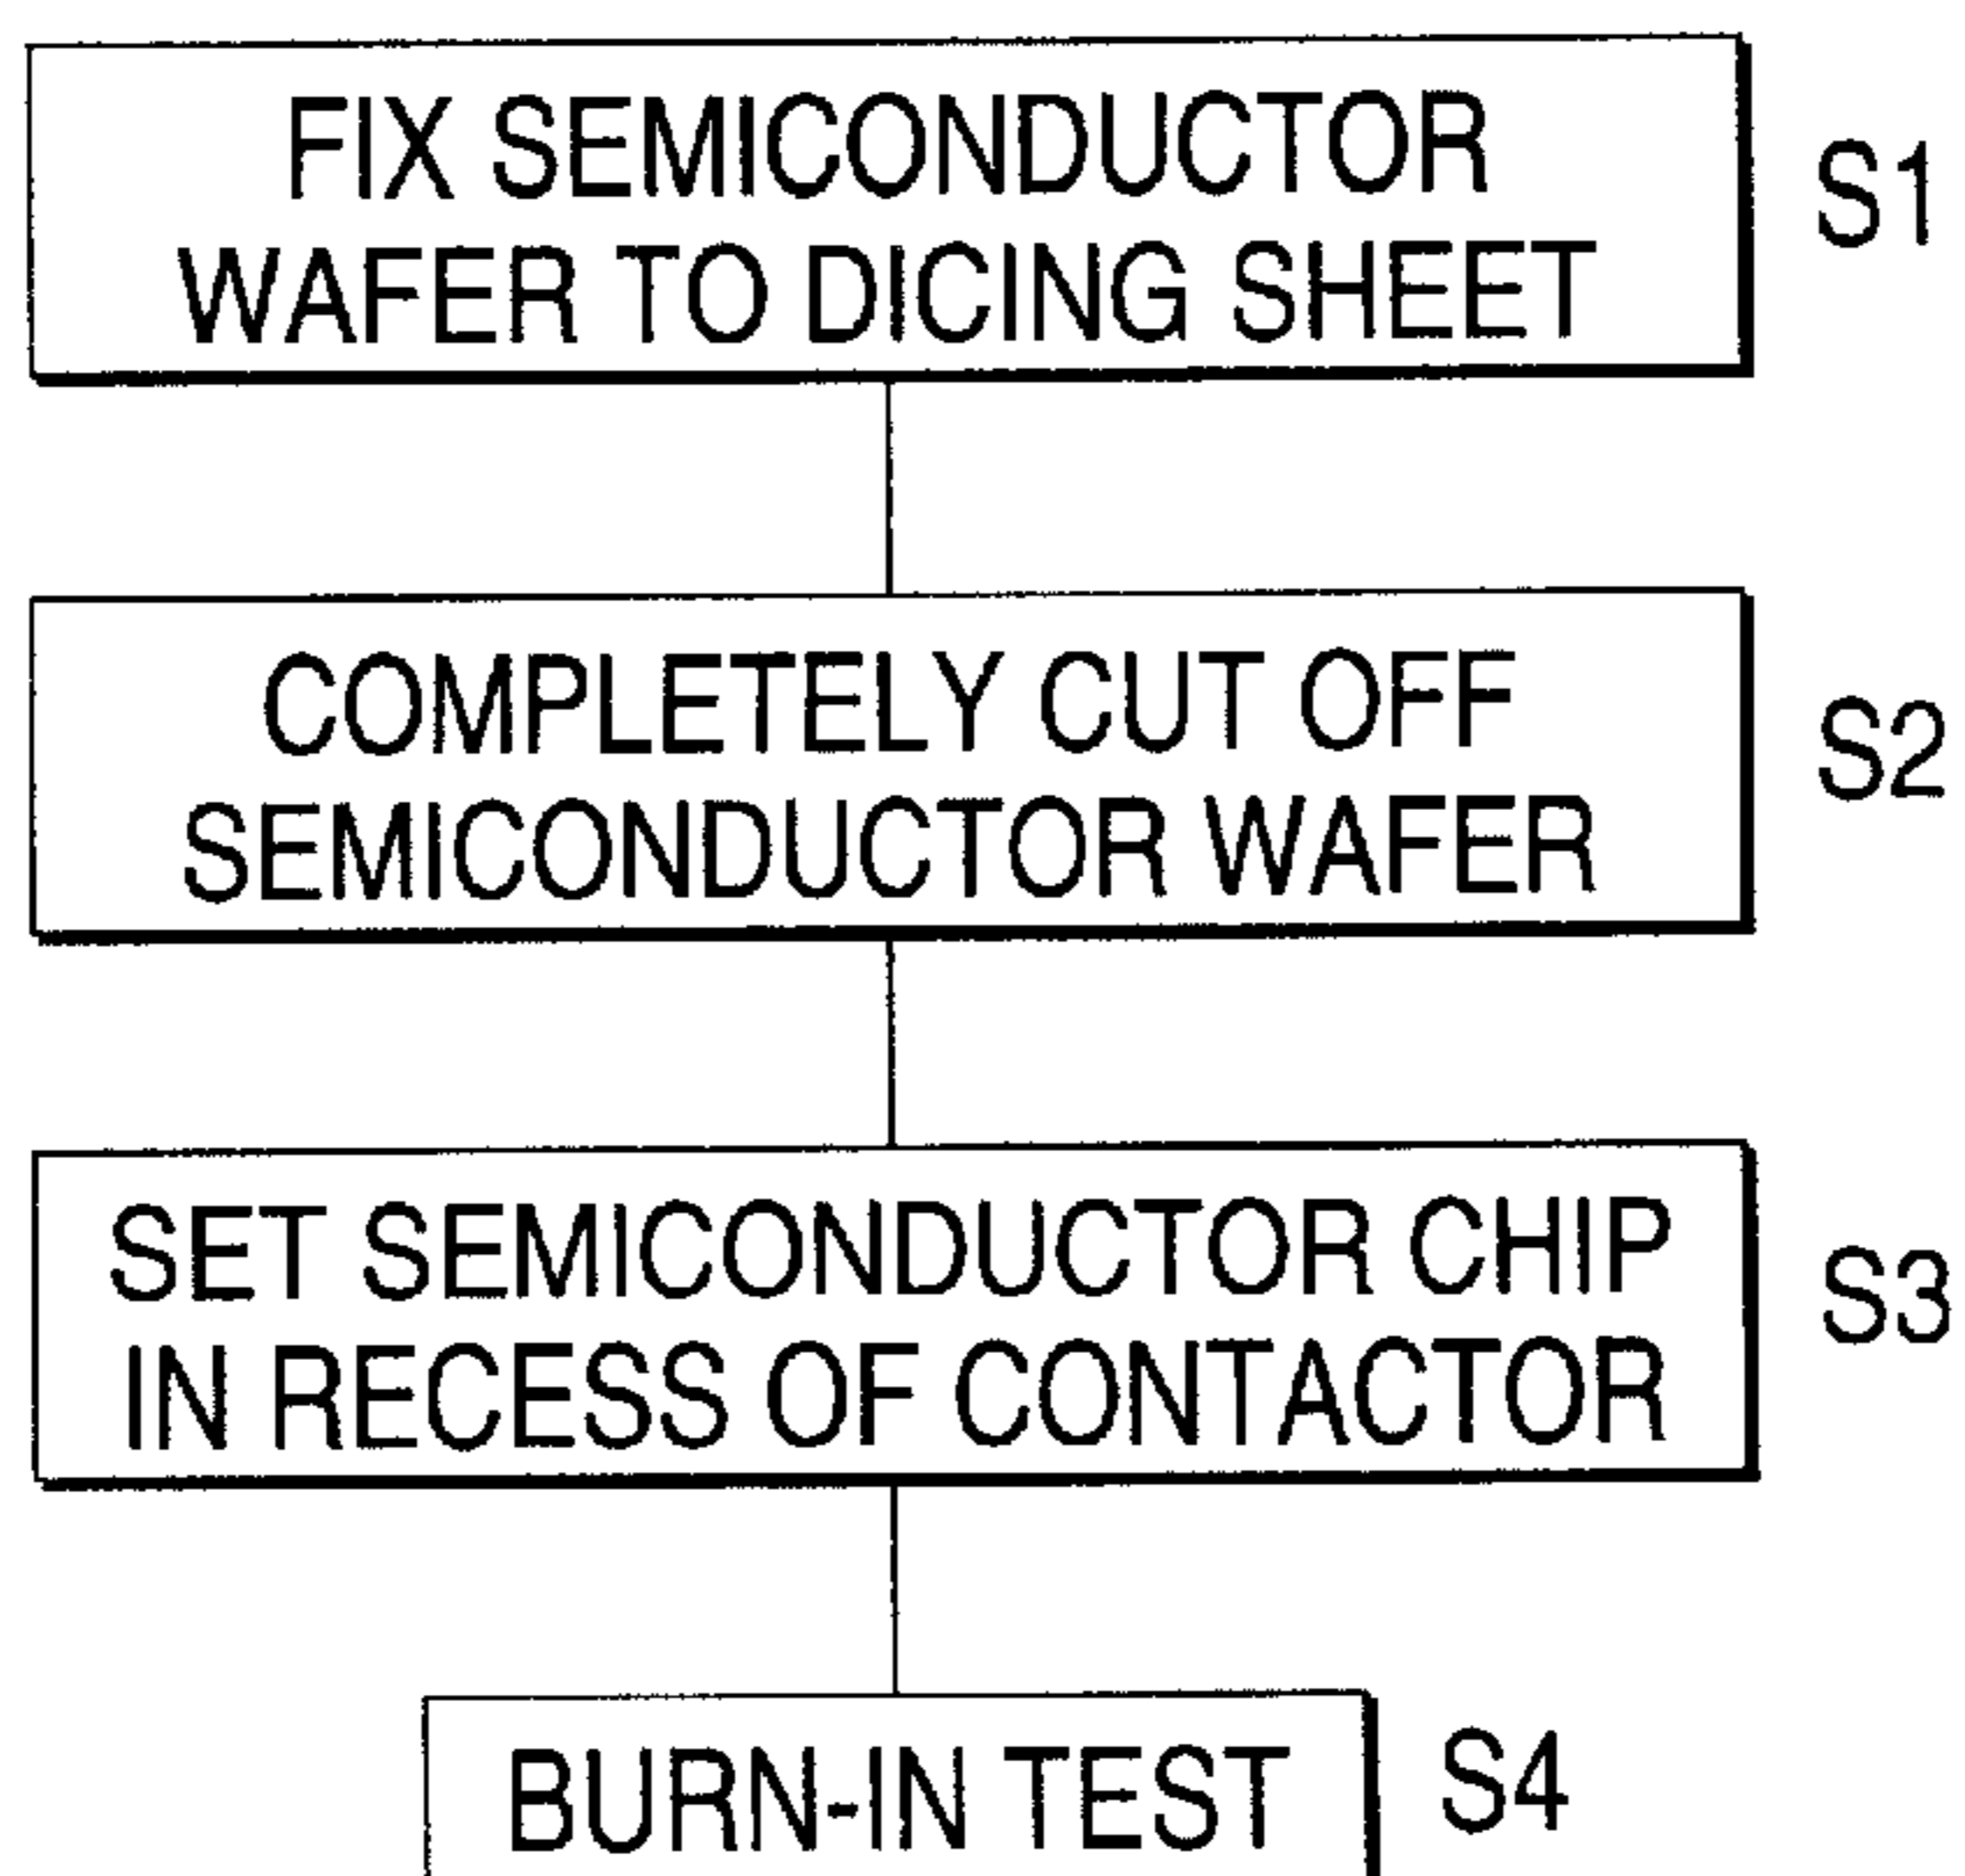 FIX SEMICONDUCTOR
WAFER TO DICING SHEET
S1
COMPLETELY CUT OFF
SEMICONDUCTOR WAFER
S2
SET SEMICONDUCTOR CHIP
IN RECESS OF CONTACTOR
S3
BURN-IN TEST
S4